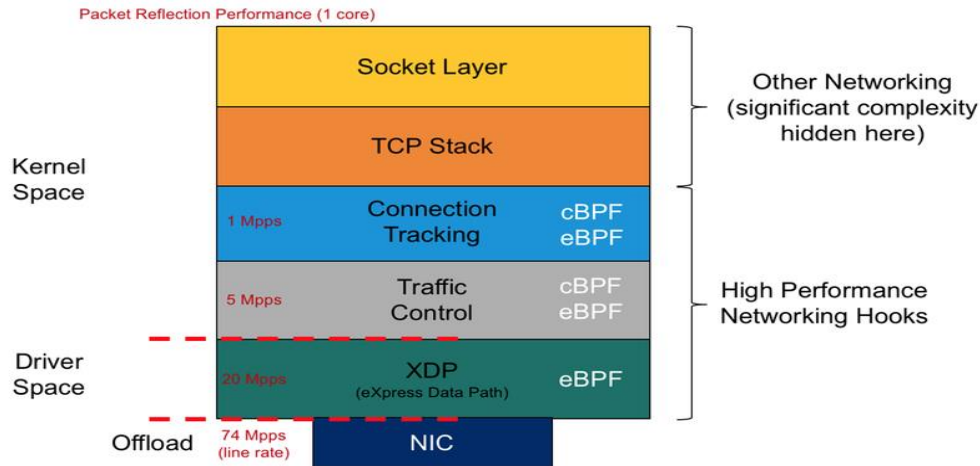 Packet Reflection Performance (1 core)
Socket Layer
Other Networking
(significant complexity
hidden here)
TCP Stack
Kernel
Space
1 Mpps
Connection
Tracking
cBPF
eBPF
5 Mpps
Traffic
Control
cBPF
eBPF
High Performance
Networking Hooks
Driver
Space
20 Mpps
XDP
(eXpress Data Path)
eBPF
Offload
74 Mpps
(line rate)
NIC